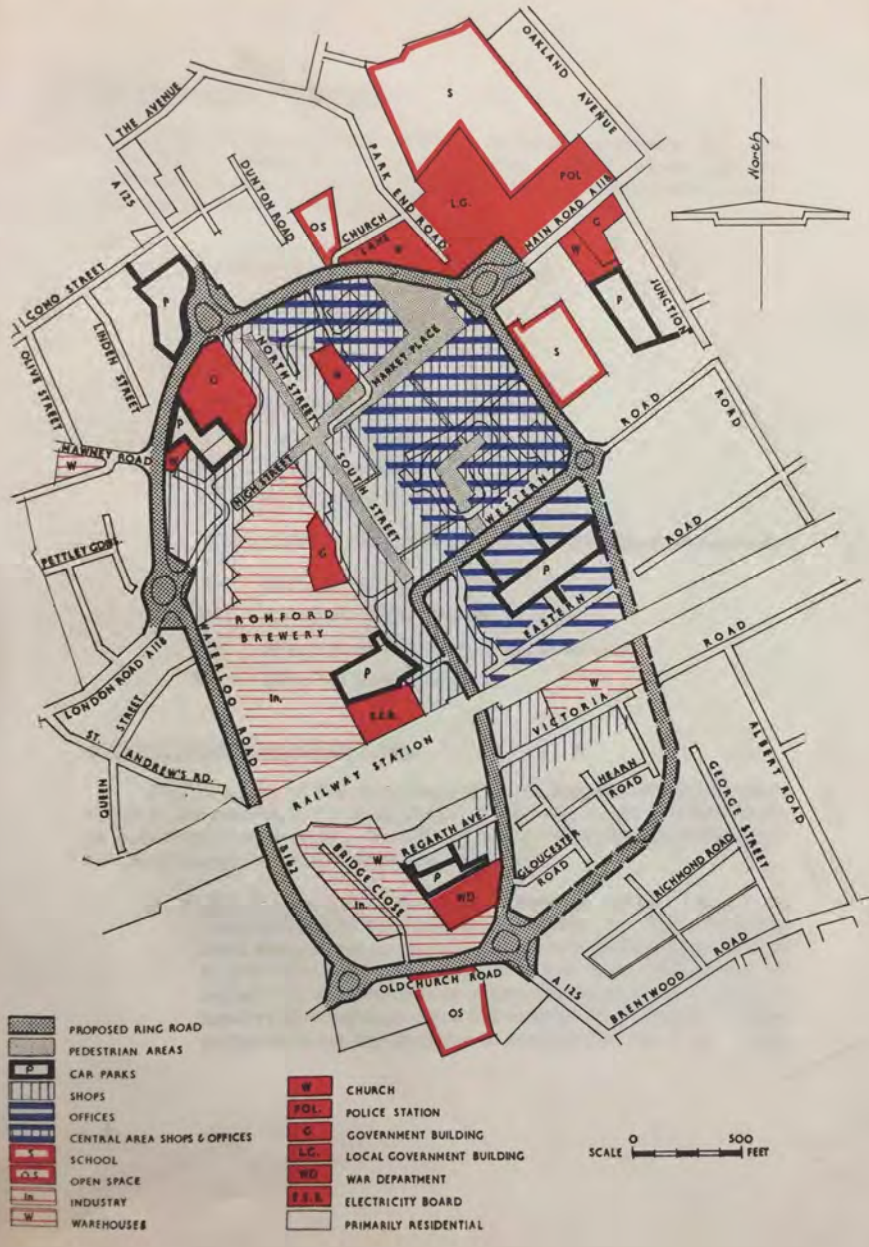 OAKLAND AVENUE
S
THE AVENUE
North
A 125
DUNTON ROAD
PARK END ROAD
POL
L.G.
MAIN ROAD A118
OS
CHURCH LANE
W
G
W
COMO STREET
P
P
JUNCTION ROAD
OLIVE STREET
LINDEN STREET
S
G
NORTH STREET
MARKET PLACE
P
ROAD
MAWNEY ROAD
W
W
HIGH STREET
SOUTH STREET
WESTERN
PETTLEY GDNS.
G
P
ROAD
ROMFORD
BREWERY
EASTERN
LONDON ROAD A118
WATERLOO ROAD
P
ROAD
In.
W
VICTORIA
E.E.B.
ST. ANDREW'S RD.
QUEEN STREET
RAILWAY STATION
HEARN ROAD
ALBERT ROAD
GEORGE STREET
REGARTH AVE.
B162
BRIDGE CLOSE
W
P
GLOUCESTER ROAD
RICHMOND ROAD
In.
WD
OLDCHURCH ROAD
A 125
BRENTWOOD ROAD
OS
PROPOSED RING ROAD
PEDESTRIAN AREAS
P CAR PARKS
SHOPS
OFFICES
CENTRAL AREA SHOPS & OFFICES
S SCHOOL
O.S OPEN SPACE
In INDUSTRY
W WAREHOUSES
W CHURCH
POL. POLICE STATION
G GOVERNMENT BUILDING
LG. LOCAL GOVERNMENT BUILDING
WD WAR DEPARTMENT
E.E.B. ELECTRICITY BOARD
PRIMARILY RESIDENTIAL
SCALE 0 500 FEET